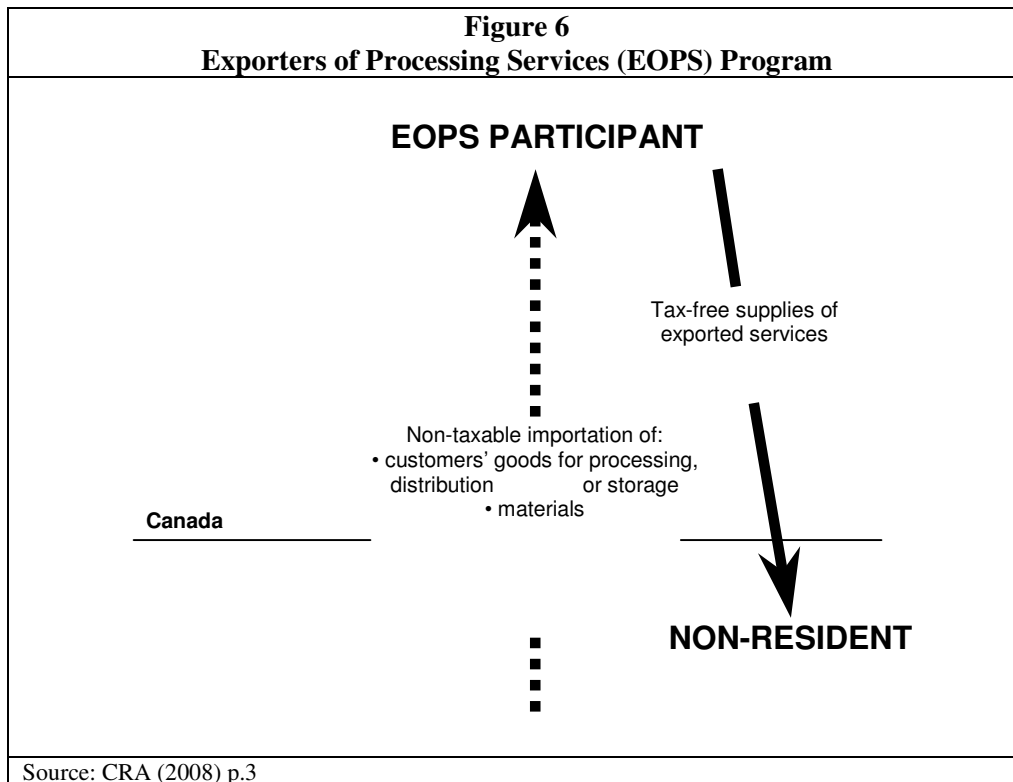 Figure 6
Exporters of Processing Services (EOPS) Program
EOPS PARTICIPANT
Tax-free supplies of
exported services
Non-taxable importation of:
• customers’ goods for processing,
distribution or storage
• materials
Canada
NON-RESIDENT
Source: CRA (2008) p.3